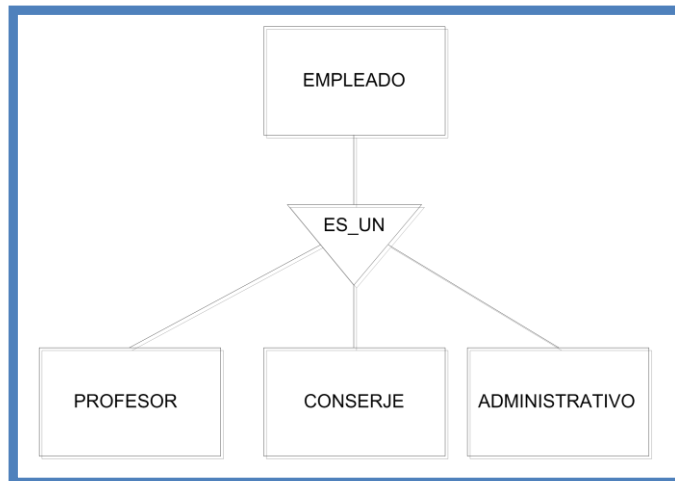 EMPLEADO
ES_UN
PROFESOR
CONSERJE
ADMINISTRATIVO